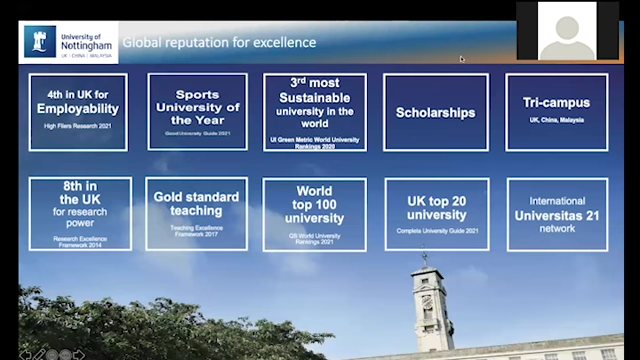 University of
Nottingham
UK | CHINA | MALAYSIA
Global reputation for excellence
4th in UK for
Employability
High Fliers Research 2021
Sports
University of
the Year
Good University Guide 2021
3rd most
Sustainable
university in the
world
UI Green Metric World University
Rankings 2020
Scholarships
Tri-campus
UK, China, Malaysia
8th in
the UK
for research
power
Research Excellence
Framework 2014
Gold standard
teaching
Teaching Excellence
Framework 2017
World
top 100
university
QS World University
Rankings 2021
UK top 20
university
Complete University Guide 2021
International
Universitas 21
network